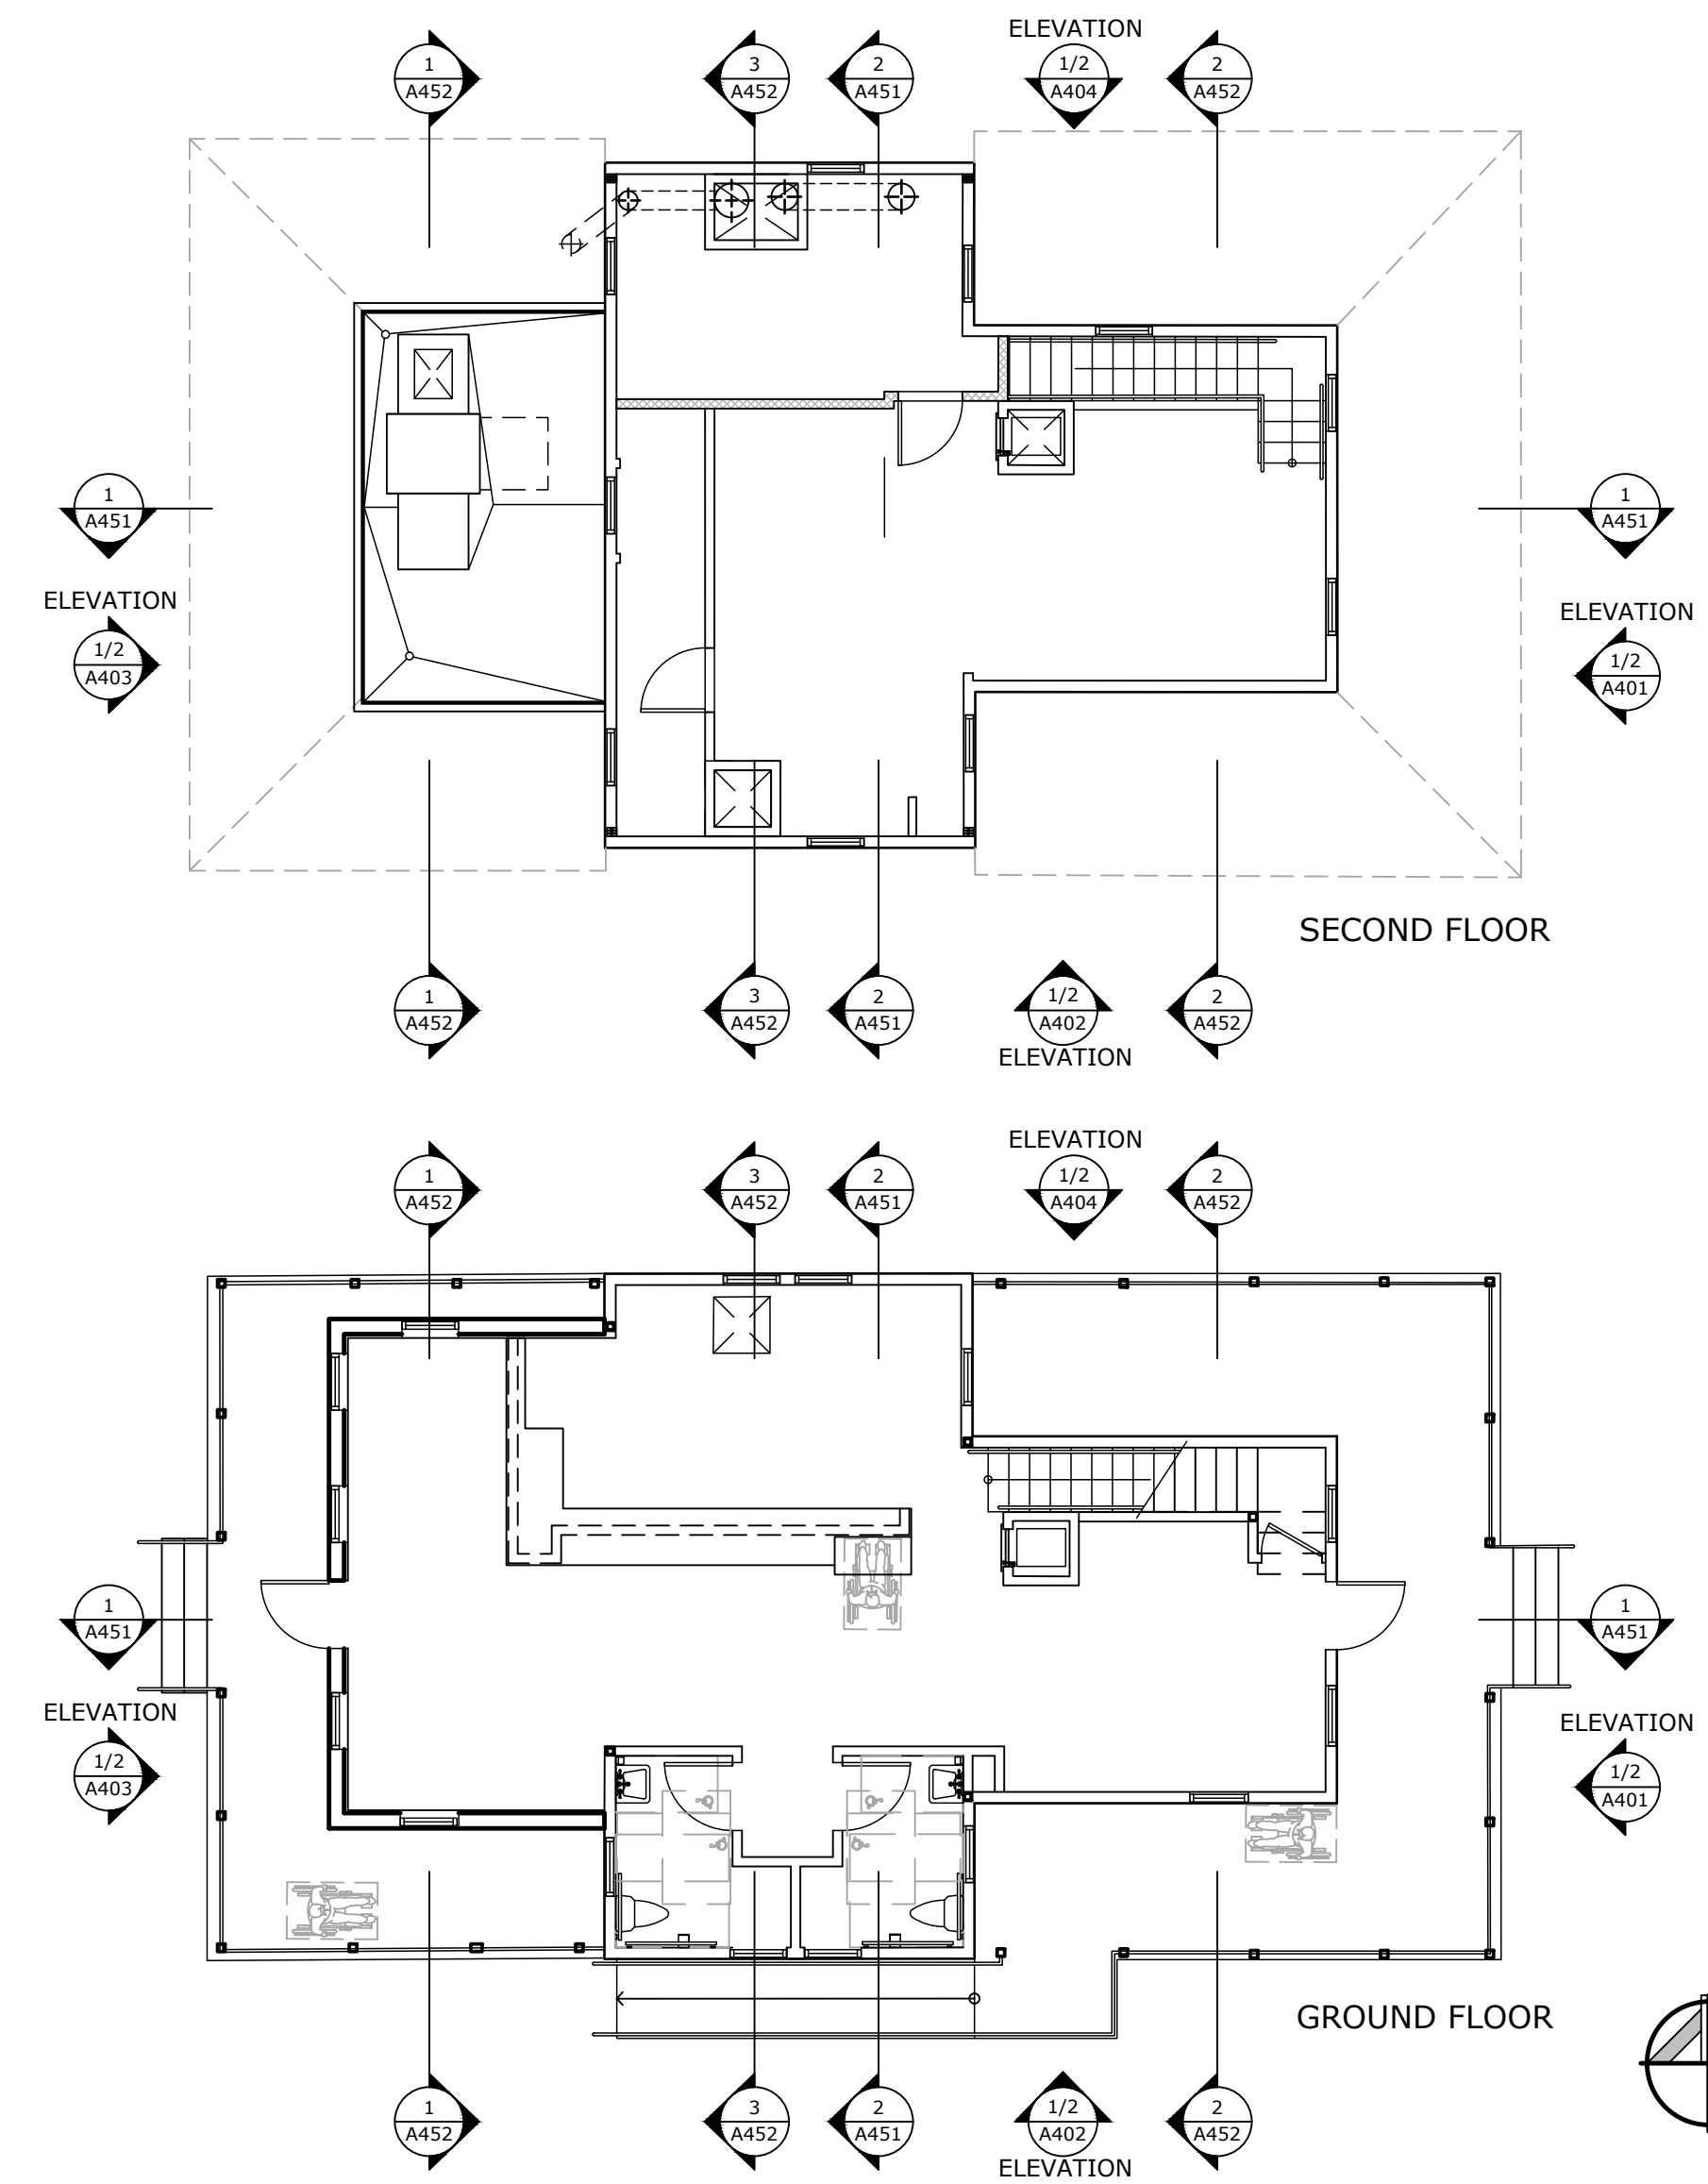 ELEVATION
1
A452
3
A452
2
A451
1/2
A404
2
A452
1
A451
1
A451
ELEVATION
1/2
A403
ELEVATION
1/2
A401
SECOND FLOOR
1
A452
3
A452
2
A451
1/2
A402
2
A452
ELEVATION
ELEVATION
1
A452
3
A452
2
A451
1/2
A404
2
A452
1
A451
1
A451
ELEVATION
1/2
A403
ELEVATION
1/2
A401
GROUND FLOOR
1
A452
3
A452
2
A451
1/2
A402
2
A452
ELEVATION